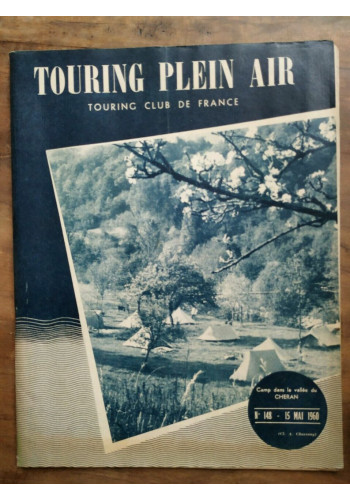 TOURING PLEIN AIR
TOURING CLUB DE FRANCE
Camp dans la vallée du
CHERAN
N° 148 - 15 MAI 1960